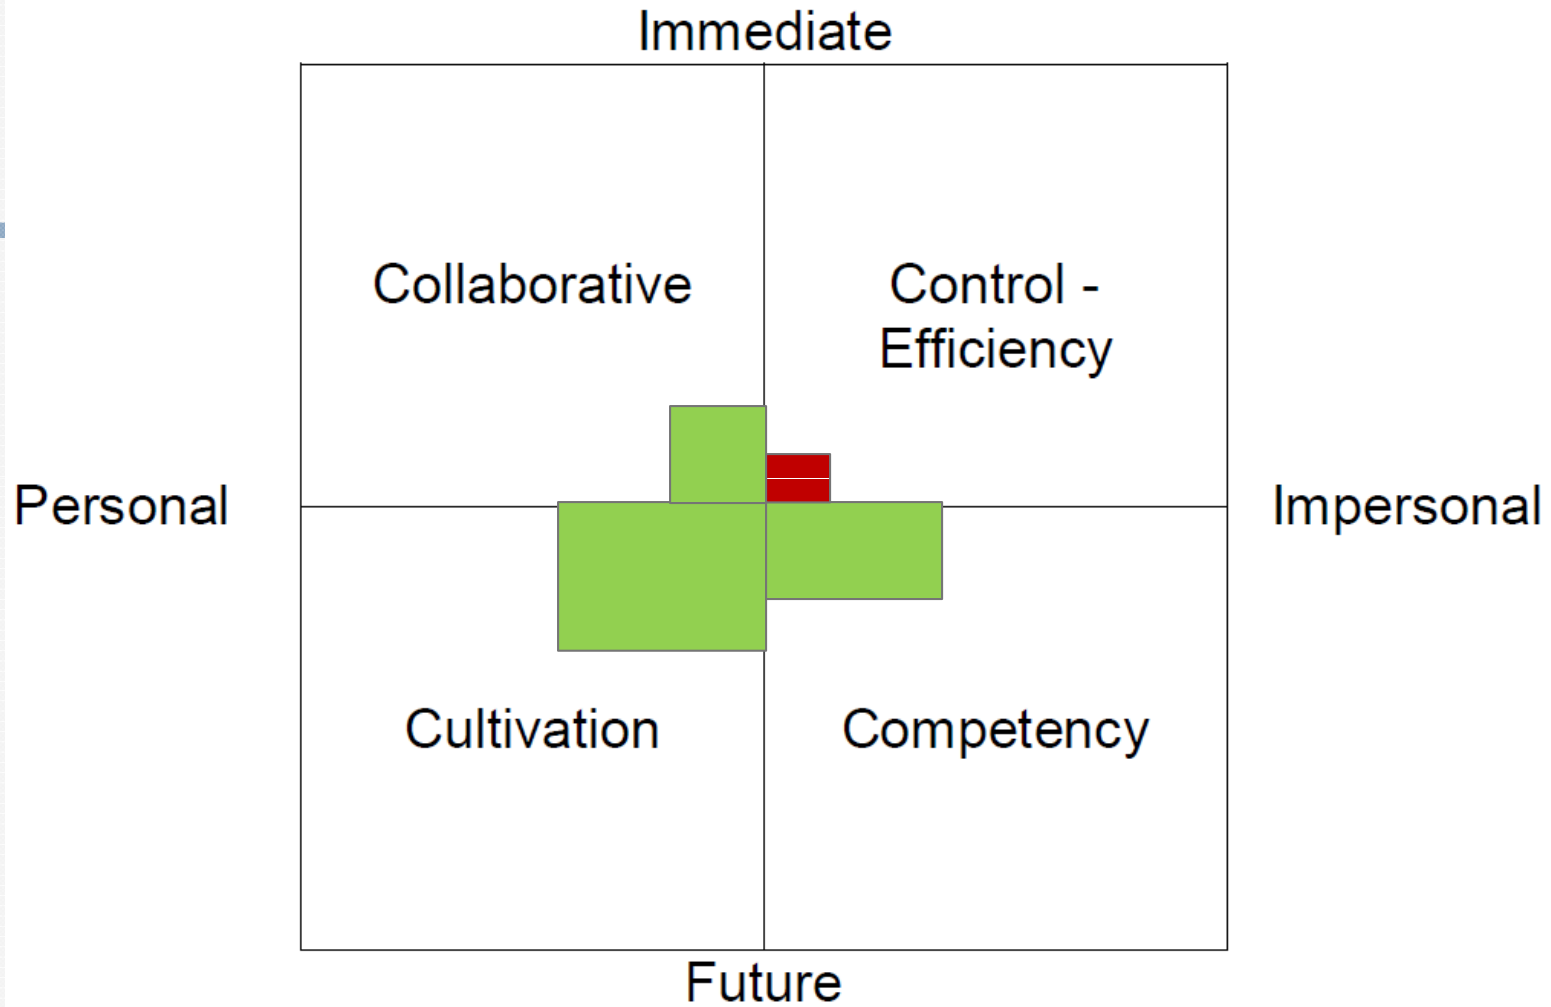 Immediate
Collaborative
Control -
Efficiency
Personal
Impersonal
Cultivation
Competency
Future